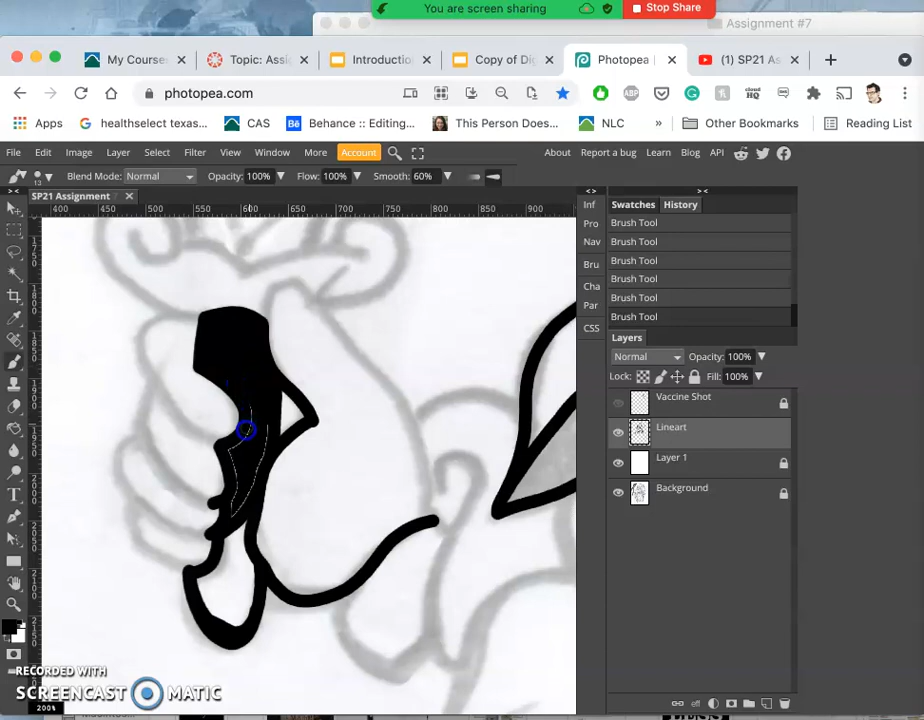 You are screen sharing
Stop Share
Assignment #7
My Course
Topic: Assi
Introductio
Copy of Dig
Photopea |
(1) SP21 As
photopea.com
Apps
healthselect texas...
CAS
Behance :: Editing...
This Person Does...
NLC
»
Other Bookmarks
Reading List
File
Edit
Image
Layer
Select
Filter
View
Window
More
Account
About
Report a bug
Learn
Blog
API
13
Blend Mode: Normal
Opacity: 100%
Flow: 100%
Smooth: 60%
SP21 Assignment
Swatches
History
400 450 500 550 600 650 700 750 800 850 900
Inf
Pro
Nav
Bru
Cha
Par
CSS
Brush Tool
Brush Tool
Brush Tool
Brush Tool
Brush Tool
Brush Tool
Layers
Normal
Opacity: 100%
Lock:
Fill: 100%
Vaccine Shot
Lineart
Layer 1
Background
RECORDED WITH
SCREENCAST MATIC
200%